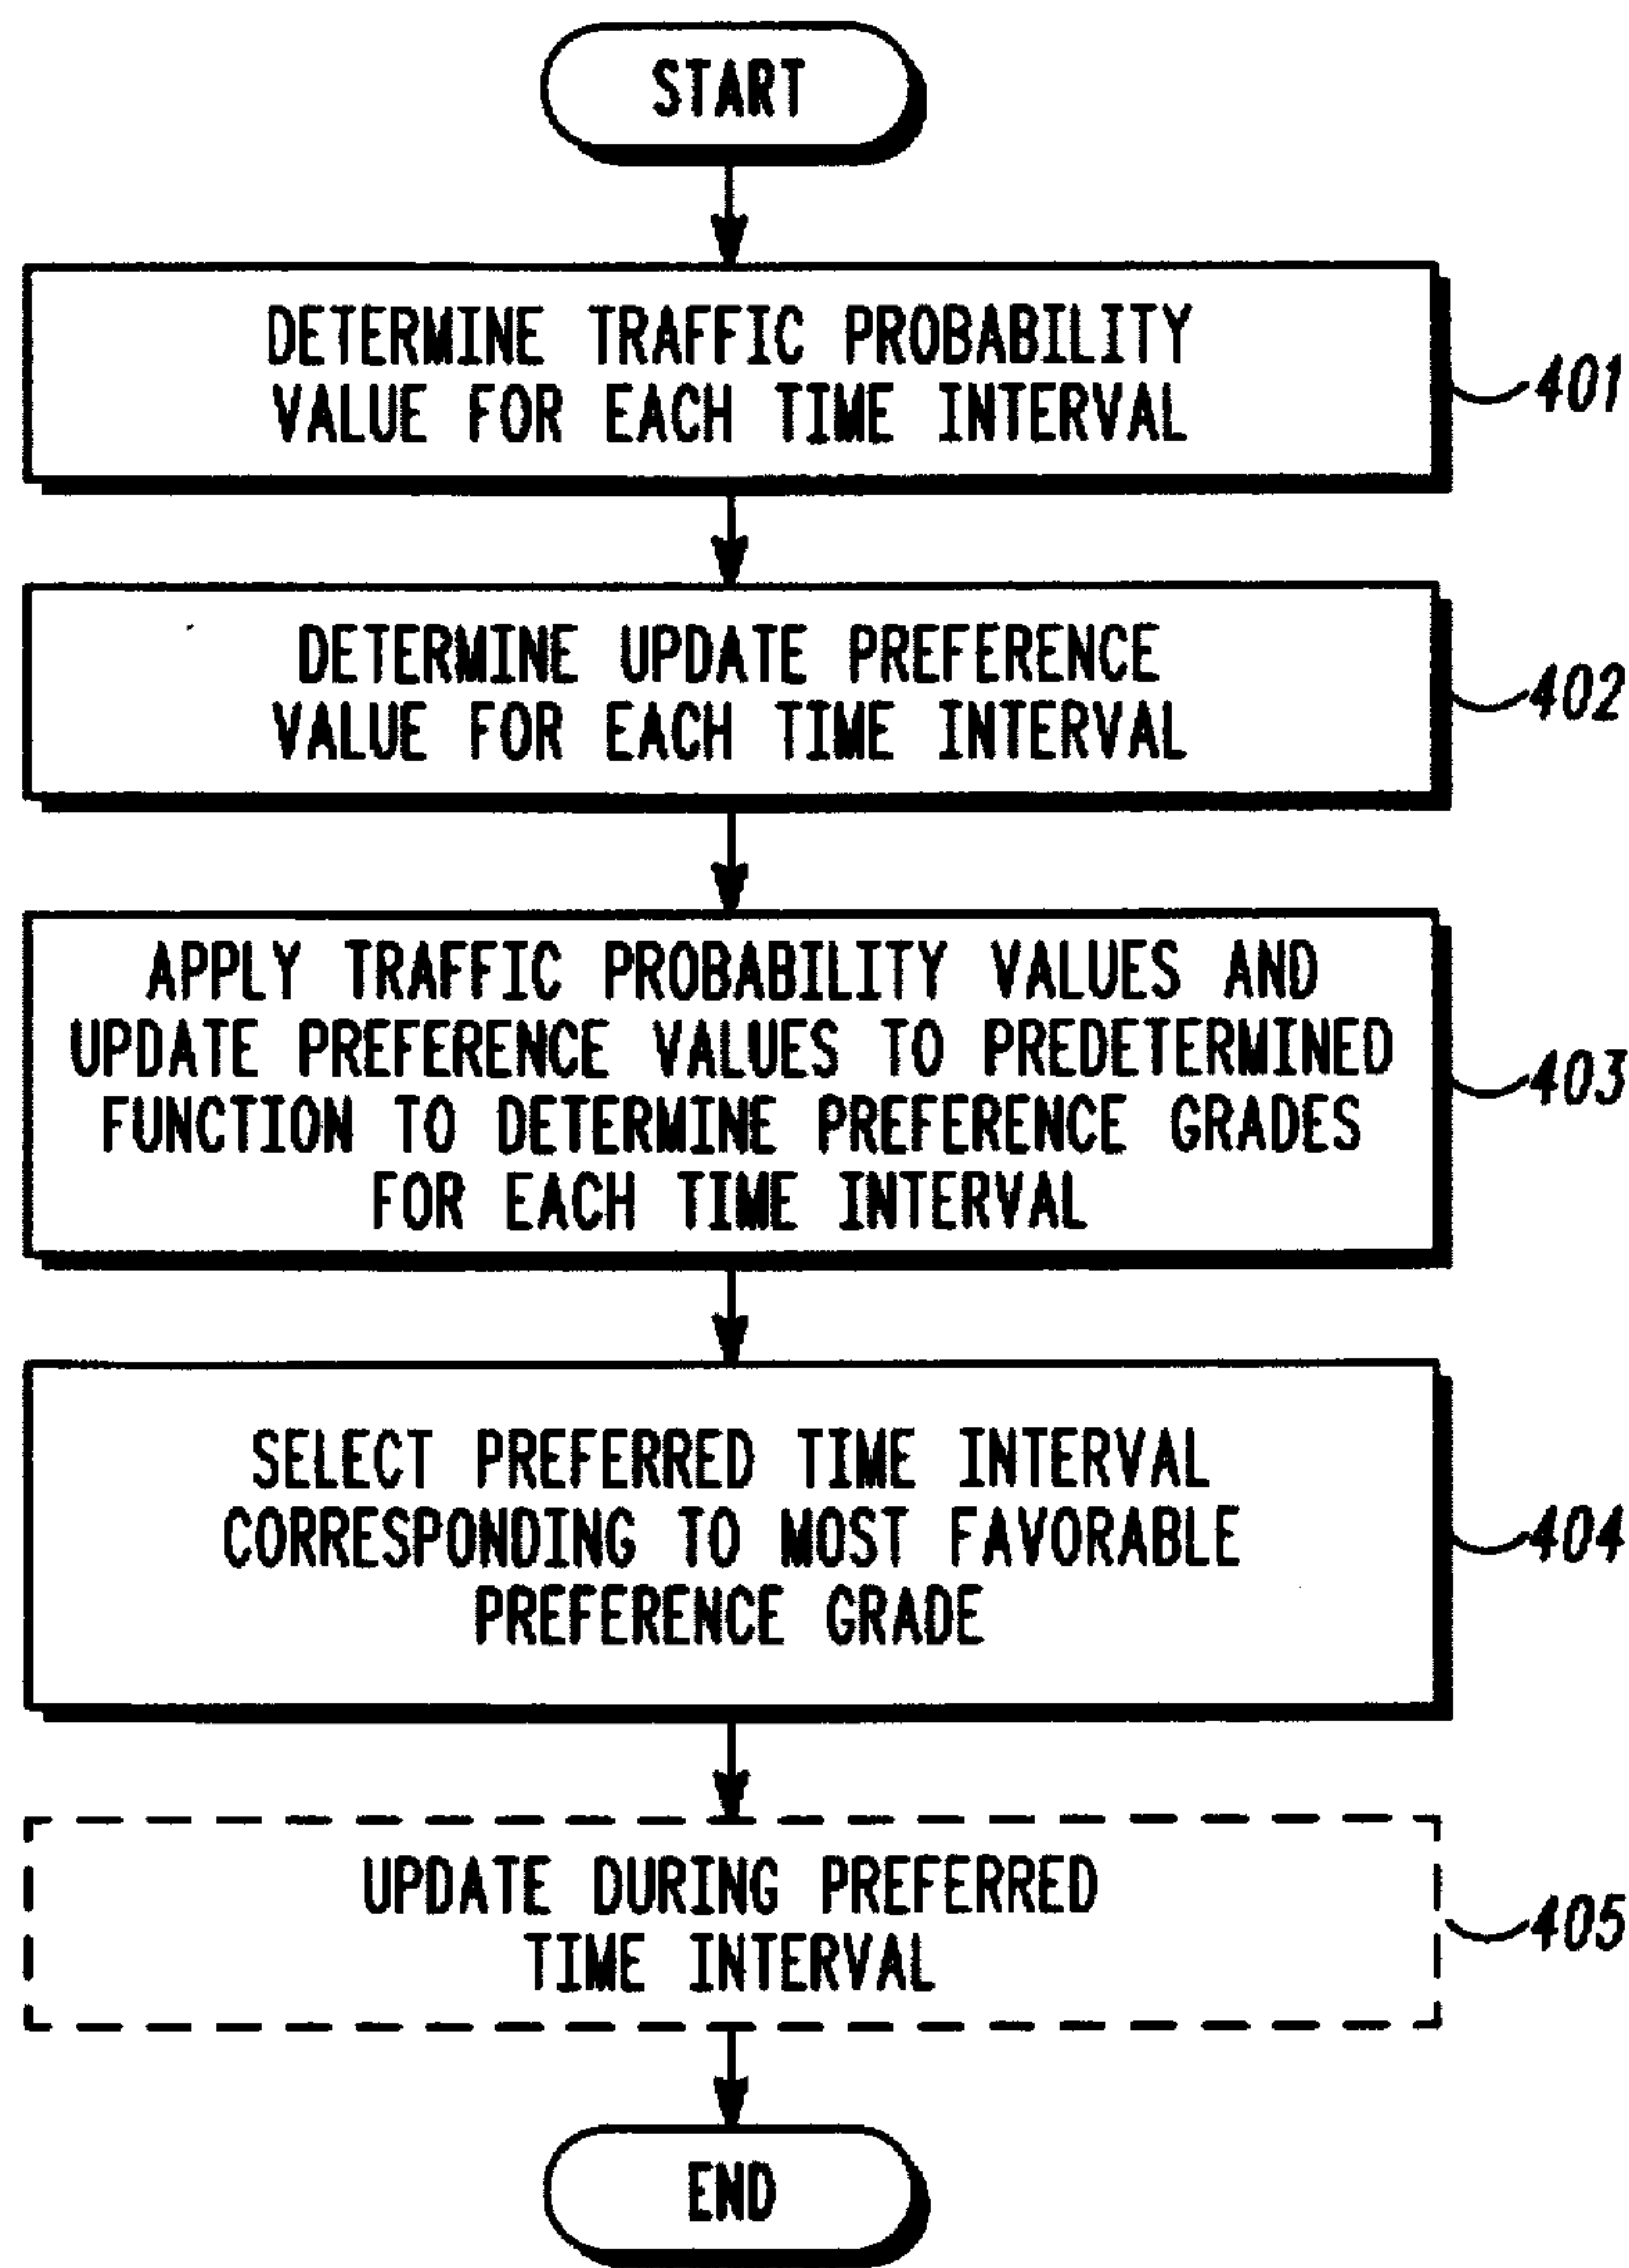 START
DETERMINE TRAFFIC PROBABILITY
VALUE FOR EACH TIME INTERVAL
401
DETERMINE UPDATE PREFERENCE
VALUE FOR EACH TIME INTERVAL
402
APPLY TRAFFIC PROBABILITY VALUES AND
UPDATE PREFERENCE VALUES TO PREDETERMINED
FUNCTION TO DETERMINE PREFERENCE GRADES
FOR EACH TIME INTERVAL
403
SELECT PREFERRED TIME INTERVAL
CORRESPONDING TO MOST FAVORABLE
PREFERENCE GRADE
404
UPDATE DURING PREFERRED
TIME INTERVAL
405
END